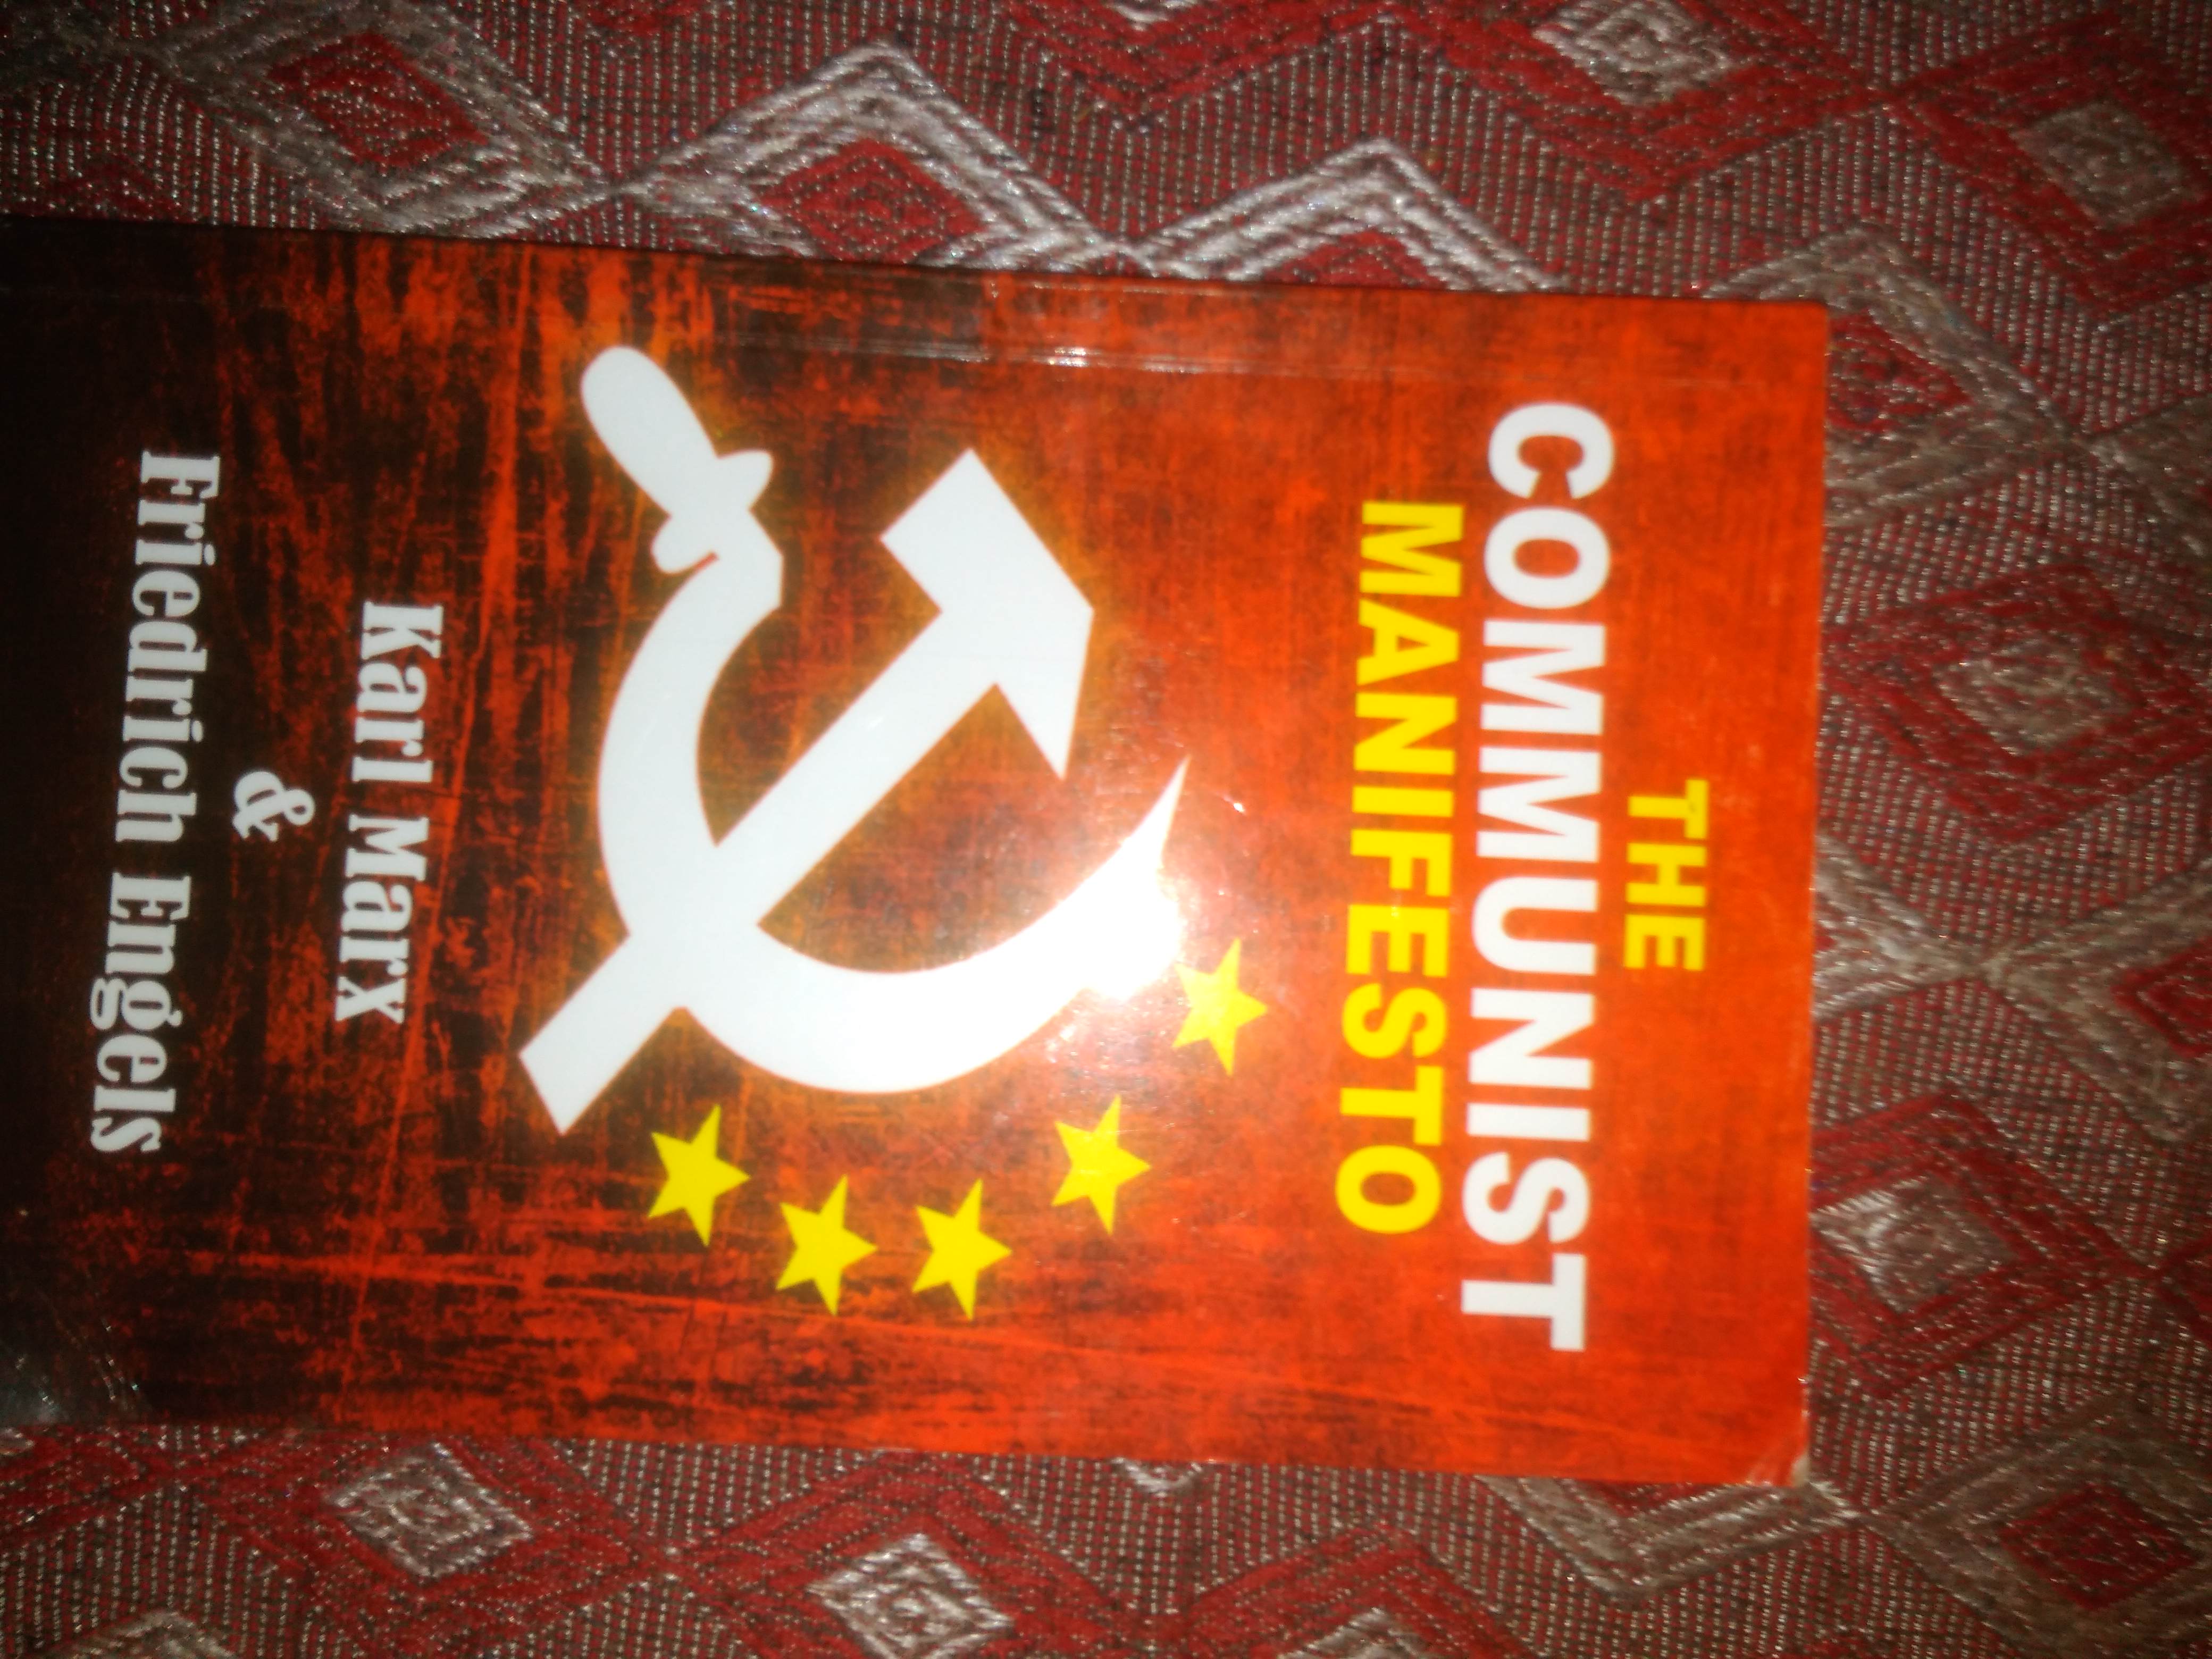 THE
COMMUNIST
MANIFESTO
Karl Marx
&
Friedrich Engels